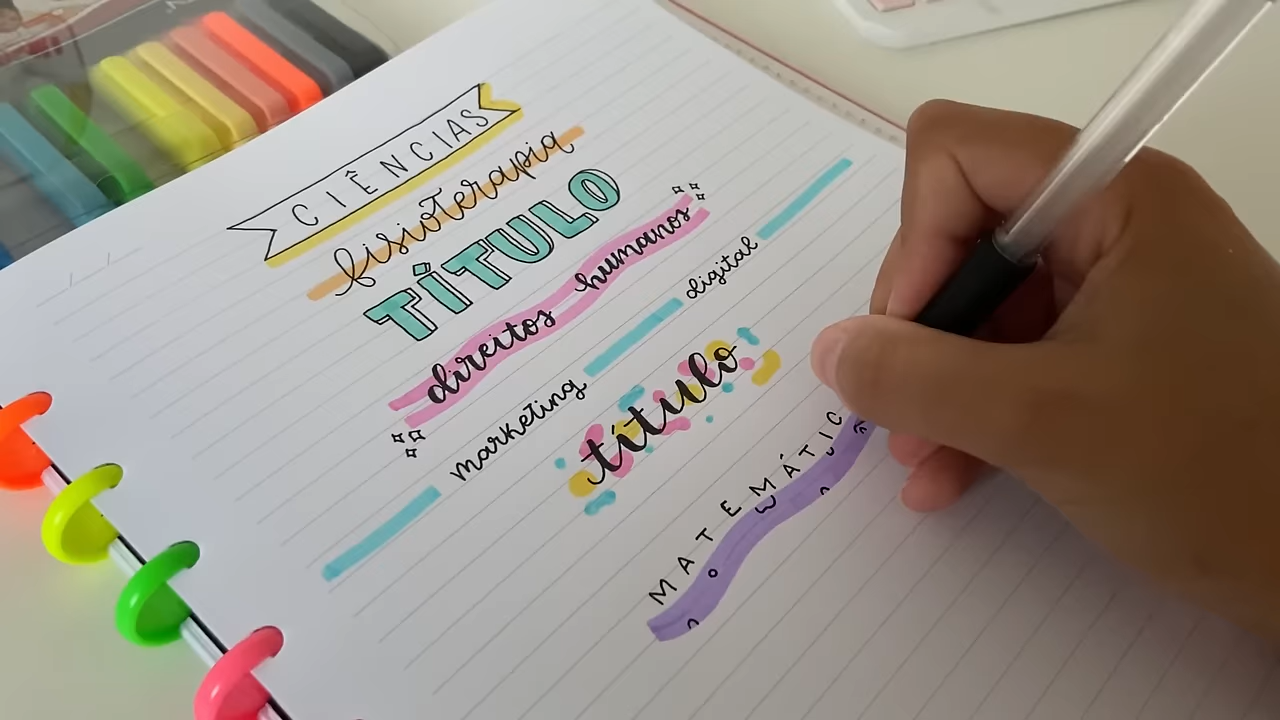 CIÊNCIAS
fisioterapia
TÍTULO
direitos humanos
marketing digital
título
MATEMÁTIC